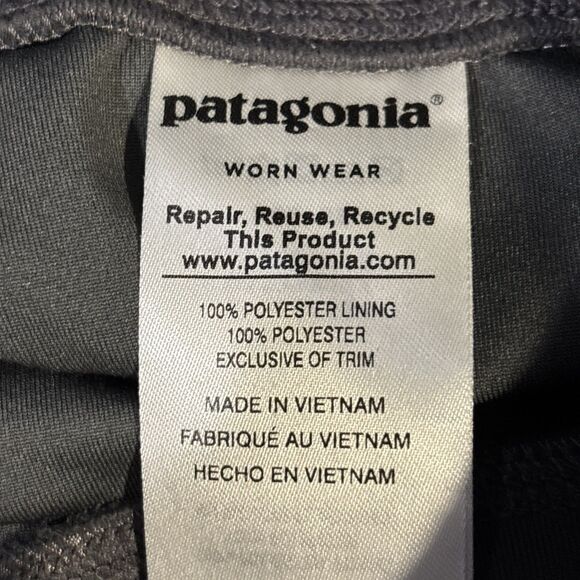 patagonia®
WORN WEAR
Repair, Reuse, Recycle
This Product
www.patagonia.com
100% POLYESTER LINING
100% POLYESTER
EXCLUSIVE OF TRIM
MADE IN VIETNAM
FABRIQUÉ AU VIETNAM
HECHO EN VIETNAM